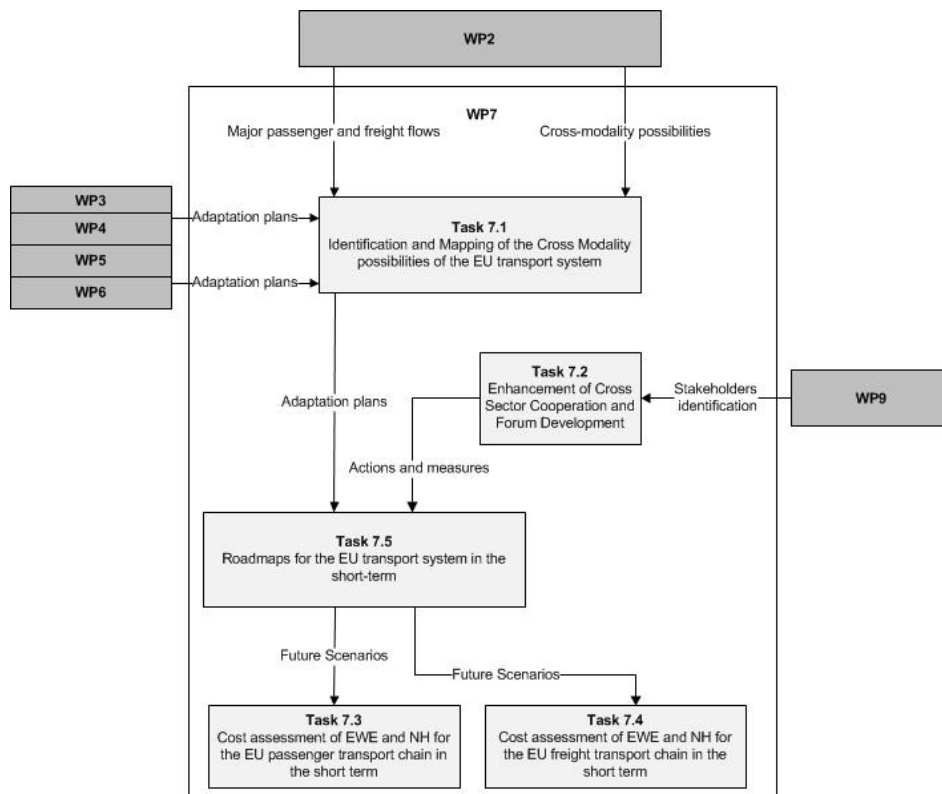 WP2
WP7
Major passenger and freight flows
Cross-modality possibilities
WP3
WP4
WP5
WP6
Adaptation plans
Adaptation plans
Task 7.1
Identification and Mapping of the Cross Modality
possibilities of the EU transport system
Task 7.2
Enhancement of Cross
Sector Cooperation and
Forum Development
Stakeholders
identification
WP9
Adaptation plans
Actions and measures
Task 7.5
Roadmaps for the EU transport system in the
short-term
Future Scenarios
Future Scenarios
Task 7.3
Cost assessment of EWE and NH for
the EU passenger transport chain in
the short term
Task 7.4
Cost assessment of EWE and NH for
the EU freight transport chain in the
short term